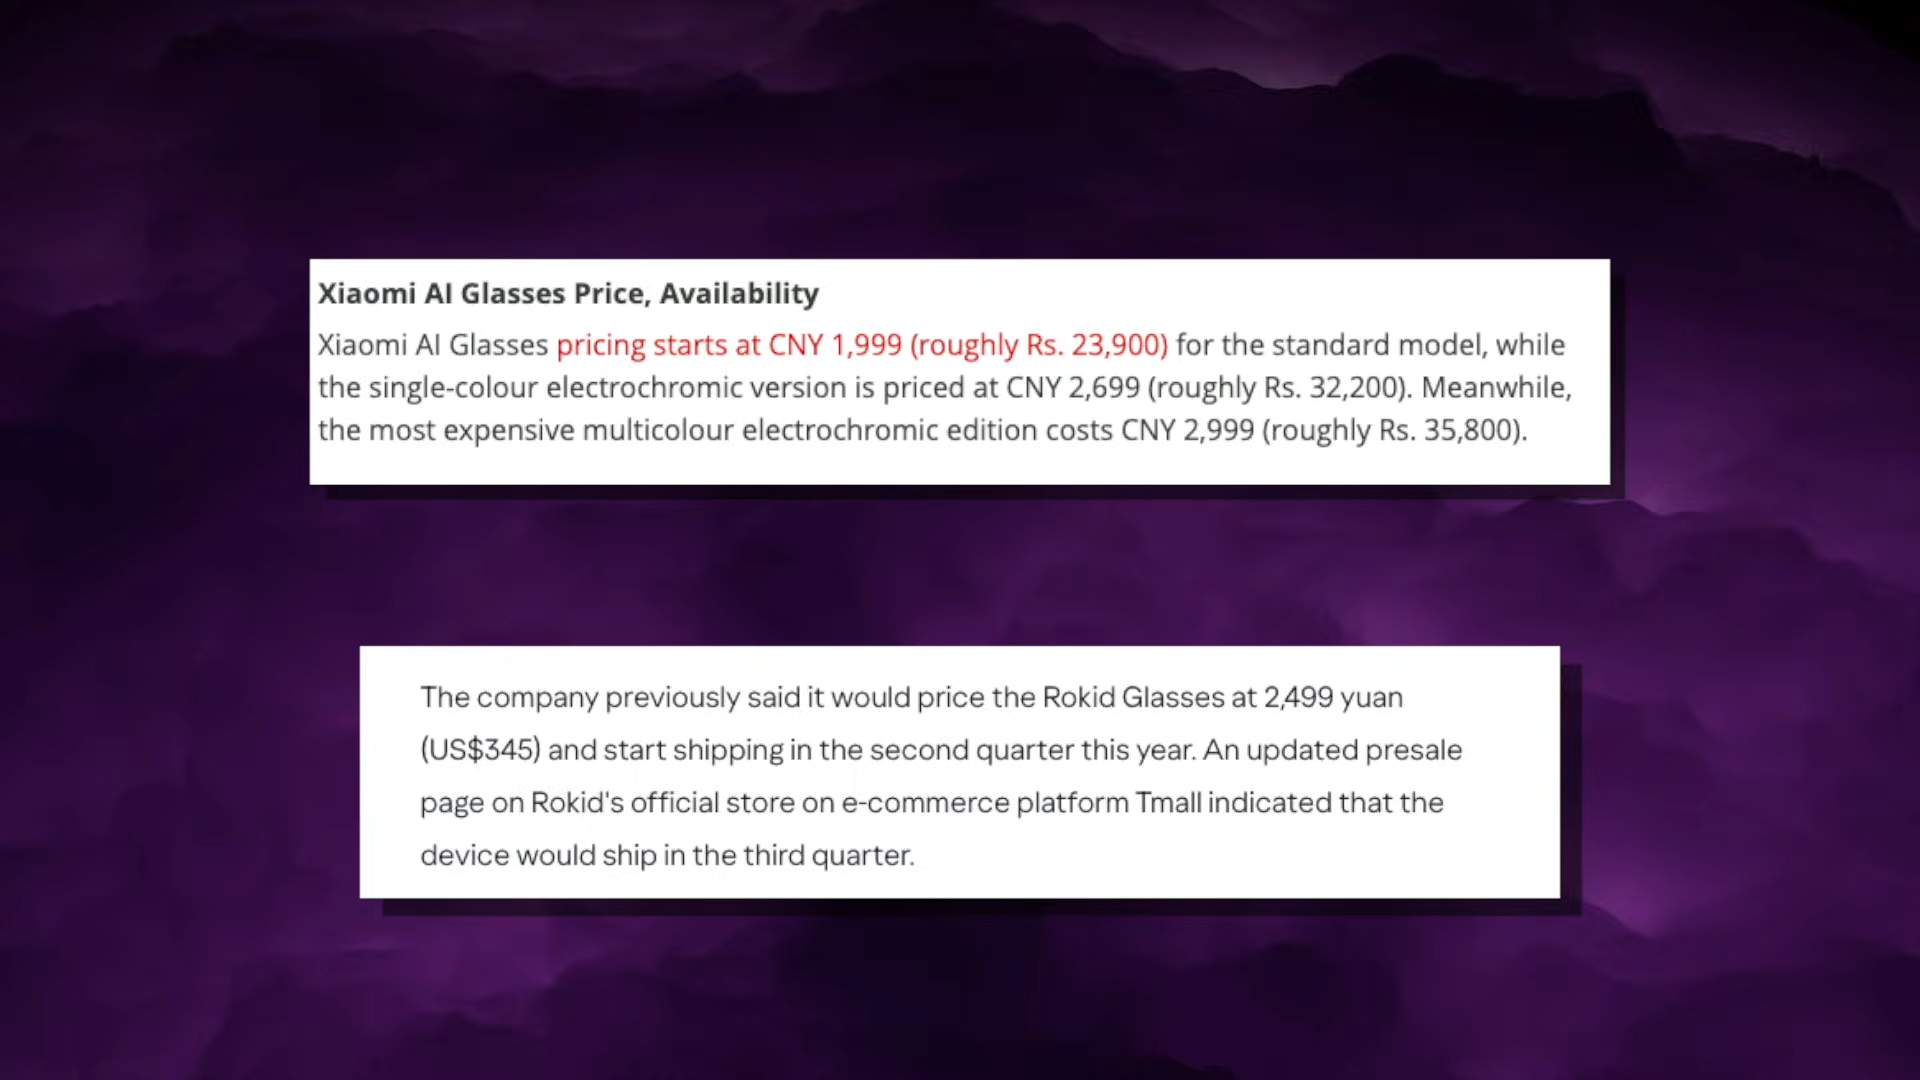 Xiaomi AI Glasses Price, Availability
Xiaomi AI Glasses pricing starts at CNY 1,999 (roughly Rs. 23,900) for the standard model, while
the single-colour electrochromic version is priced at CNY 2,699 (roughly Rs. 32,200). Meanwhile,
the most expensive multicolour electrochromic edition costs CNY 2,999 (roughly Rs. 35,800).
The company previously said it would price the Rokid Glasses at 2,499 yuan
(US$345) and start shipping in the second quarter this year. An updated presale
page on Rokid's official store on e-commerce platform Tmall indicated that the
device would ship in the third quarter.